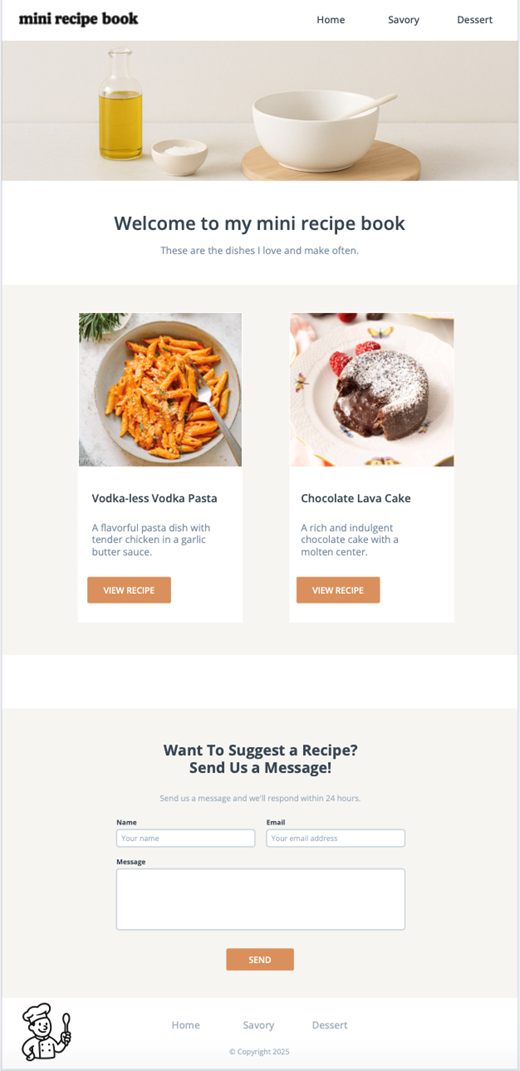 mini recipe book
Home Savory Dessert
Welcome to my mini recipe book
These are the dishes I love and make often.
Vodka-less Vodka Pasta
A flavorful pasta dish with
tender chicken in a garlic
butter sauce.
VIEW RECIPE
Chocolate Lava Cake
A rich and indulgent
chocolate cake with a
molten center.
VIEW RECIPE
Want To Suggest a Recipe?
Send Us a Message!
Send us a message and we'll respond within 24 hours.
Name
Your name
Email
Your email address
Message
SEND
Home Savory Dessert
© Copyright 2025